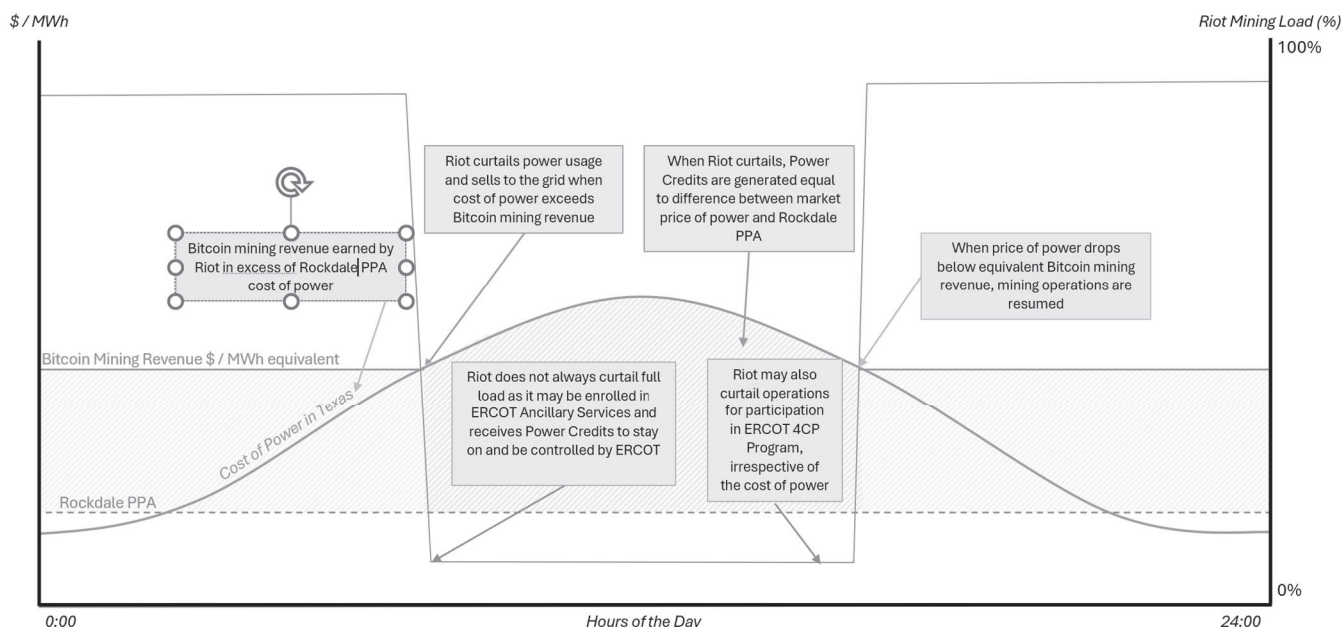 $ / MWh
Riot Mining Load (%)
100%
Riot curtails power usage
and sells to the grid when
cost of power exceeds
Bitcoin mining revenue
When Riot curtails, Power
Credits are generated equal
to difference between market
price of power and Rockdale
PPA
Bitcoin mining revenue earned by
Riot in excess of Rockdale PPA
cost of power
When price of power drops
below equivalent Bitcoin mining
revenue, mining operations are
resumed
Bitcoin Mining Revenue $ / MWh equivalent
Cost of Power in Texas
Riot does not always curtail full
load as it may be enrolled in
ERCOT Ancillary Services and
receives Power Credits to stay
on and be controlled by ERCOT
Riot may also
curtail operations
for participation
in ERCOT 4CP
Program,
irrespective of
the cost of power
Rockdale PPA
0%
0:00
Hours of the Day
24:00